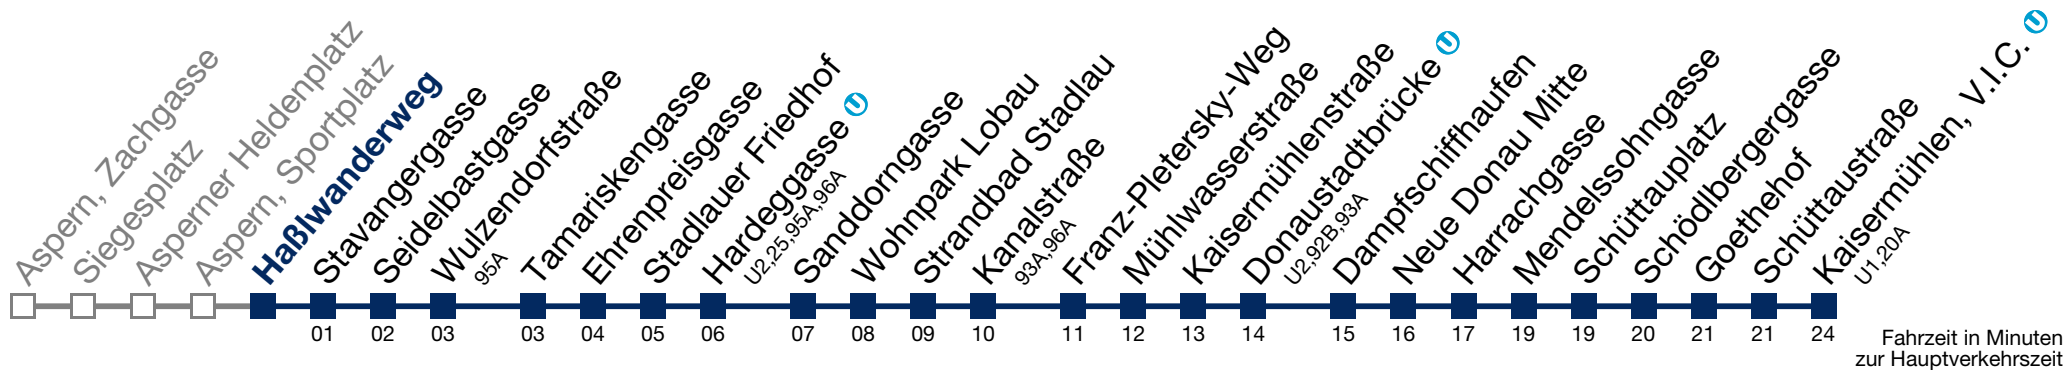 Aspern, Zachgasse
Siegesplatz
Asperner Heldenplatz
Aspern, Sportplatz
Haßlwanderweg
Stavangergasse
Seidelbastgasse
Wulzendorfstraße
95A
Tamariskengasse
Ehrenpreisgasse
Stadlauer Friedhof
Hardeggasse U
U2,25,95A,96A
Sanddorngasse
Wohnpark Lobau
Strandbad Stadlau
Kanalstraße
93A,96A
Franz-Pletersky-Weg
Mühlwasserstraße
Kaisermühlenstraße
Donaustadtbrücke U
U2,92B,93A
Dampfschiffhaufen
Neue Donau Mitte
Harrachgasse
Mendelssohngasse
Schüttauplatz
Schödlbergergasse
Goethehof
Schüttaustraße
Kaisermühlen, V.I.C. U
U1,20A
01 02 03 03 04 05 06 07 08 09 10 11 12 13 14 15 16 17 19 19 20 21 21 24
Fahrzeit in Minuten
zur Hauptverkehrszeit